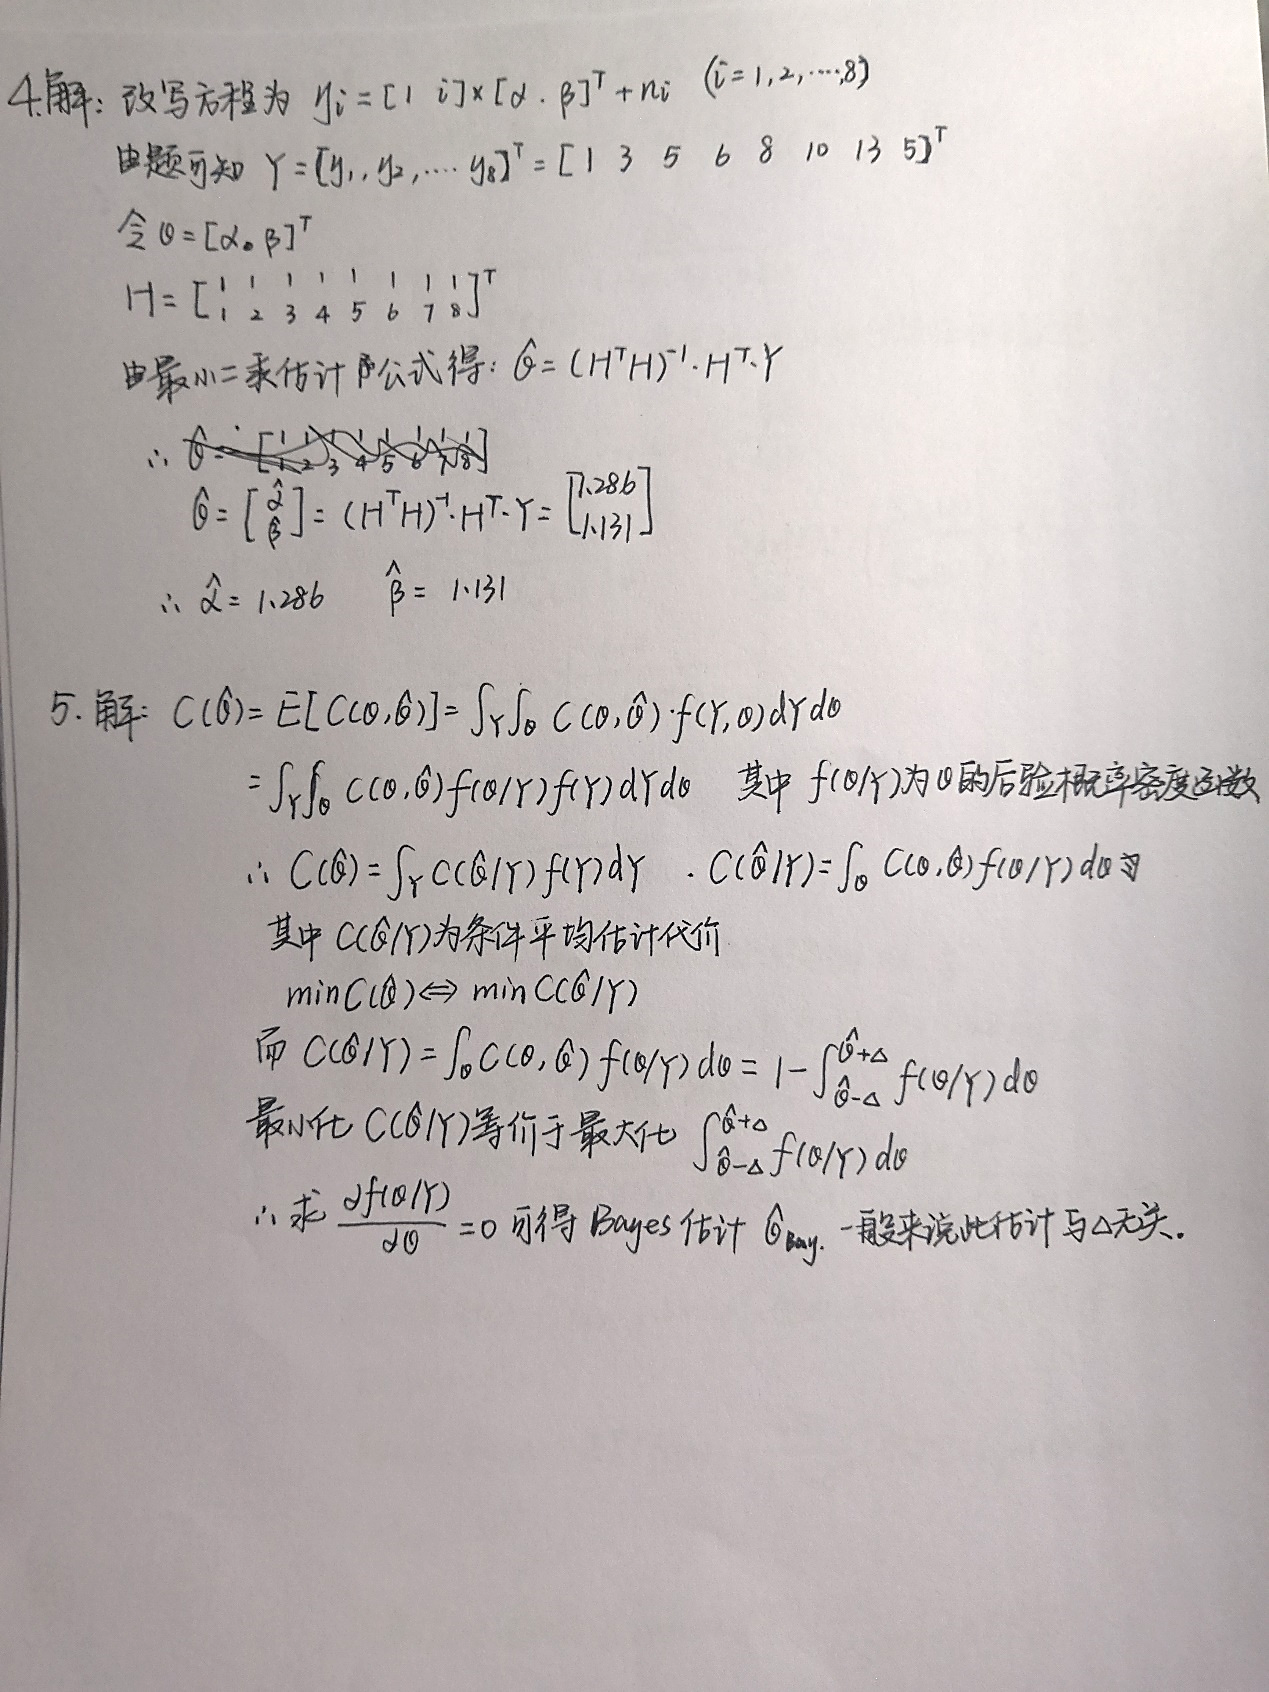 4.解: 改写方程为 yi = [1 i]×[α . β]ᵀ + ni (i=1,2,…,8)
由题可知 Y = [y₁, y₂, …. y₈]ᵀ = [1 3 5 6 8 10 13 5]ᵀ
令 θ = [α。β]ᵀ
H = [1 1 1 1 1 1 1 1
1 2 3 4 5 6 7 8]ᵀ
由最小二乘估计公式得: θ̂ = (HᵀH)⁻¹·Hᵀ·Y
∴
θ̂ = [α̂ β̂] = (HᵀH)⁻¹·Hᵀ·Y = [1.286 1.131]
∴ α̂ = 1.286 β̂ = 1.131
5. 解: C(θ̂) = E[C(θ,θ̂)] = ∫Y∫θ C(θ,θ̂)·f(Y,θ)dYdθ
= ∫Y∫θ C(θ,θ̂)f(θ/Y)f(Y)dYdθ 其中 f(θ/Y)为θ的后验概率密度函数
∴ C(θ̂) = ∫Y C(θ̂/Y) f(Y)dY . C(θ̂/Y) = ∫θ C(θ,θ̂)f(θ/Y)dθ
其中 C(θ̂/Y)为条件平均估计代价
minC(θ̂) ⇔ minC(θ̂/Y)
而 C(θ̂/Y) = ∫θ C(θ,θ̂) f(θ/Y)dθ = 1-∫_{θ̂-Δ}^{θ̂+Δ} f(θ/Y)dθ
最小化 C(θ̂/Y)等价于最大化 ∫_{θ̂-Δ}^{θ̂+Δ} f(θ/Y)dθ
∴ 求 ∂f(θ/Y)/∂θ = 0 可得 Bayes 估计 θ̂Bay. 一般来说此估计与Δ无关.